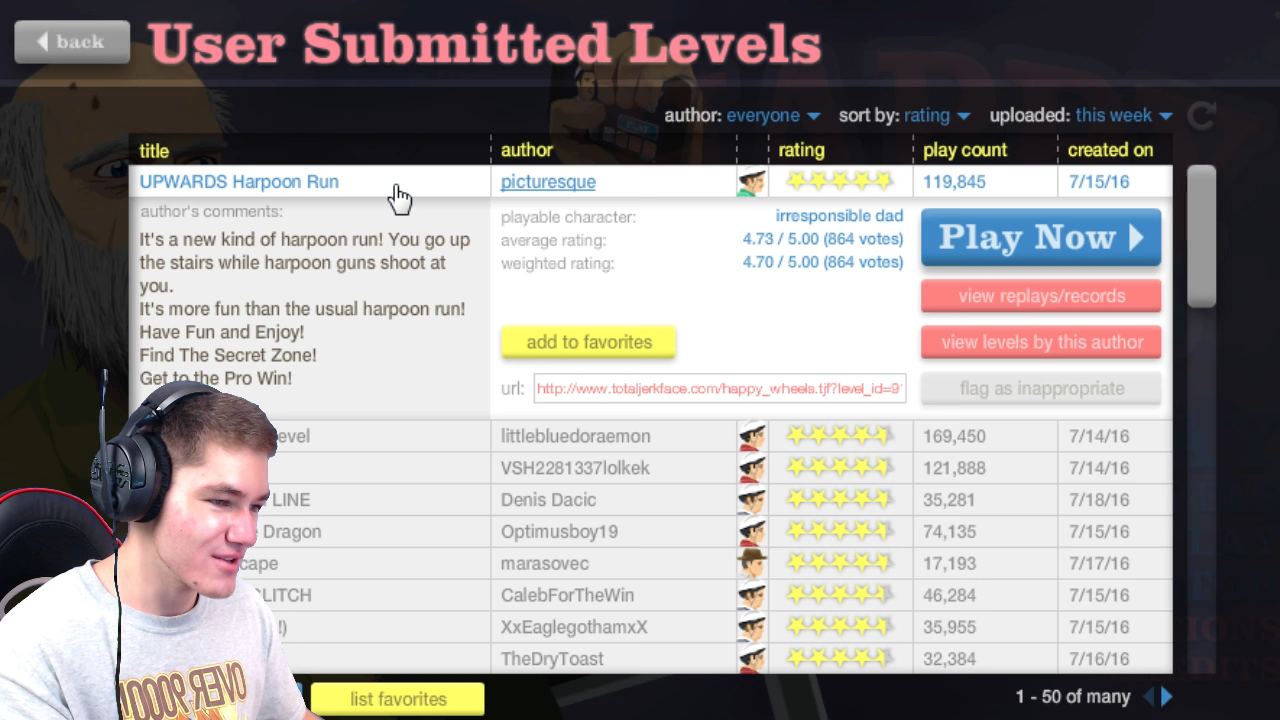 back
User Submitted Levels
author: everyone sort by: rating uploaded: this week
title author rating play count created on
UPWARDS Harpoon Run picturesque 119,845 7/15/16
author's comments:
It's a new kind of harpoon run! You go up
the stairs while harpoon guns shoot at
you.
It's more fun than the usual harpoon run!
Have Fun and Enjoy!
Find The Secret Zone!
Get to the Pro Win!
playable character: irresponsible dad
average rating: 4.73 / 5.00 (864 votes)
weighted rating: 4.70 / 5.00 (864 votes)
add to favorites
url: http://www.totaljerkface.com/happy_wheels.tjf?level_id=9
Play Now
view replays/records
view levels by this author
flag as inappropriate
evel littlebluedoraemon 169,450 7/14/16
VSH2281337lolkek 121,888 7/14/16
LINE Denis Dacic 35,281 7/18/16
Dragon Optimusboy19 74,135 7/15/16
cape marasovec 17,193 7/17/16
LITCH CalebForTheWin 46,284 7/15/16
!) XxEaglegothamxX 35,955 7/15/16
TheDryToast 32,384 7/16/16
list favorites
1 - 50 of many
OVER 9000!